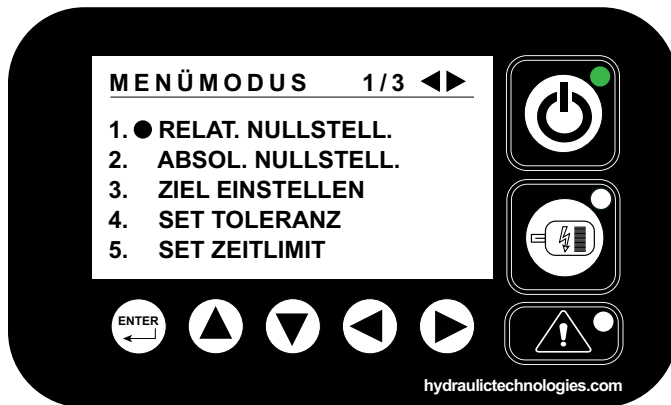 MENÜMODUS 1/3
1. RELAT. NULLSTELL.
2. ABSOL. NULLSTELL.
3. ZIEL EINSTELLEN
4. SET TOLERANZ
5. SET ZEITLIMIT
ENTER
hydraulictechnologies.com